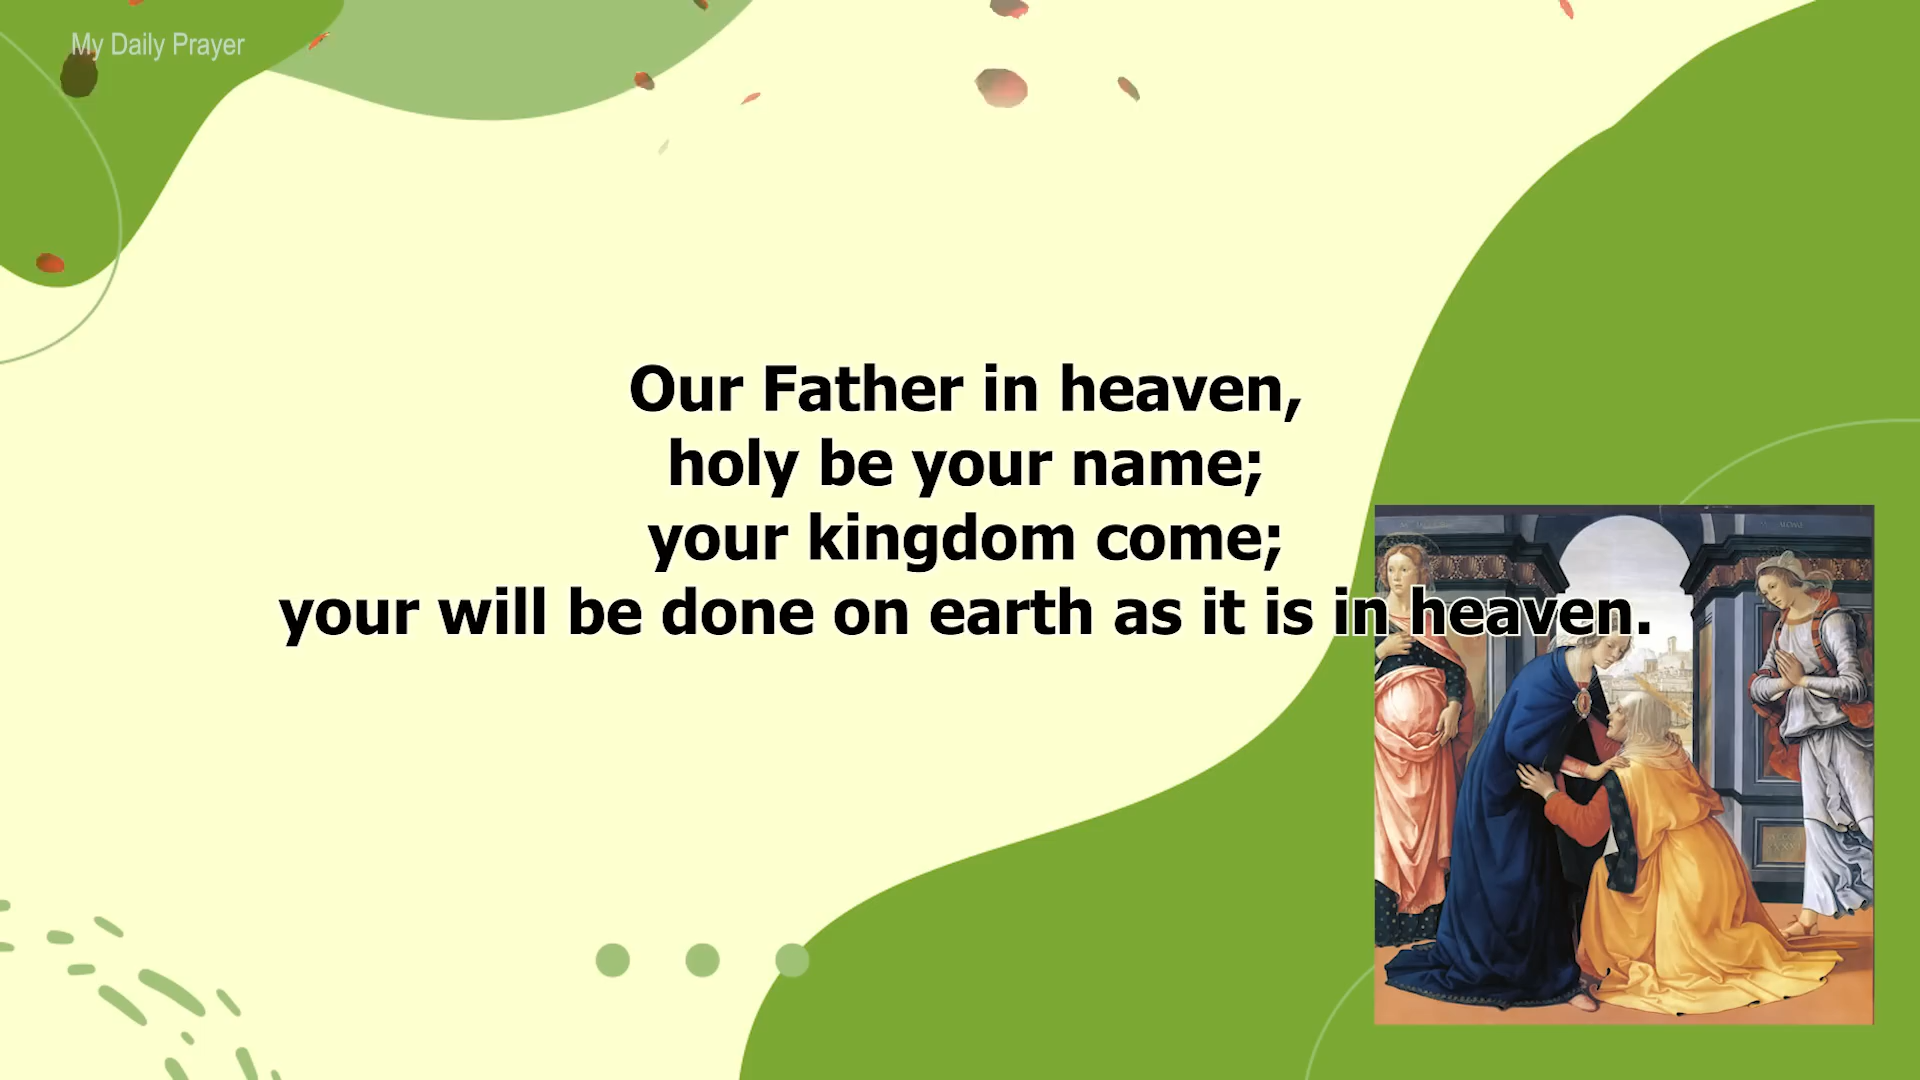 My Daily Prayer
Our Father in heaven,
holy be your name;
your kingdom come;
your will be done on earth as it is in heaven.